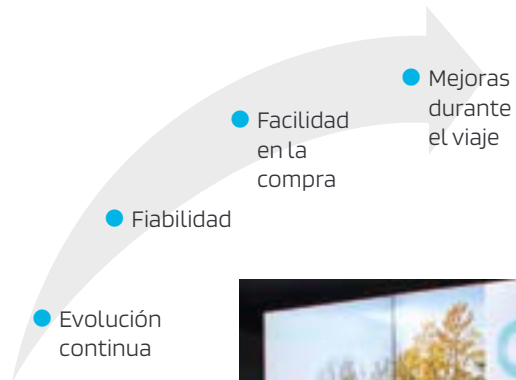 Mejoras
durante
el viaje
Facilidad
en la
compra
Fiabilidad
Evolución
continua